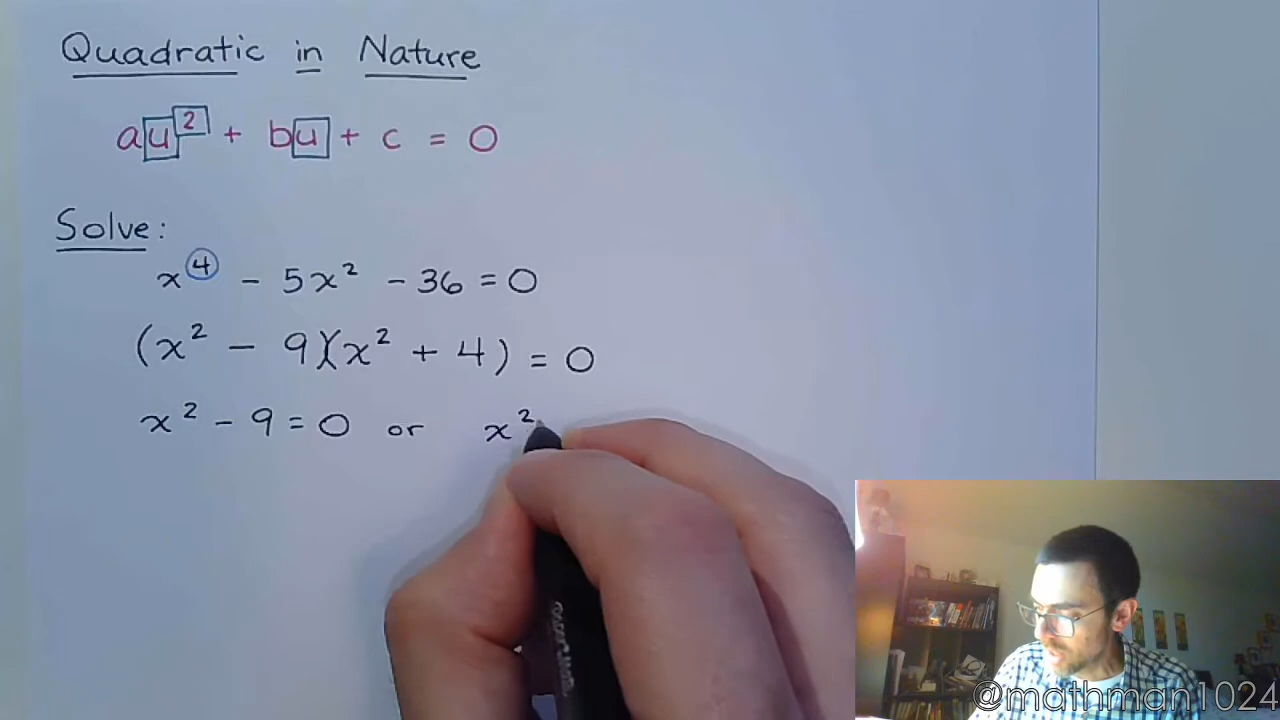 Quadratic in Nature
au² + bu + c = 0
Solve:
x⁴ - 5x² - 36 = 0
(x² - 9)(x² + 4) = 0
x² - 9 = 0 or x²
@mathman1024